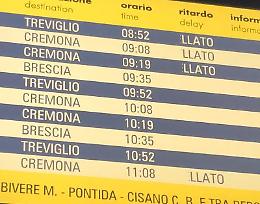 destinazione orario ritardo inform
destination time delay informa
TREVIGLIO 08:52 LLATO
CREMONA 09:08 LLATO
CREMONA 09:19 LLATO
BRESCIA 09:35
TREVIGLIO 09:52
CREMONA 10:08
CREMONA 10:19
BRESCIA 10:35
TREVIGLIO 10:52
CREMONA 11:08 LLATO
BIVERE M. - PONTIDA - CISANO C. B. E TRA